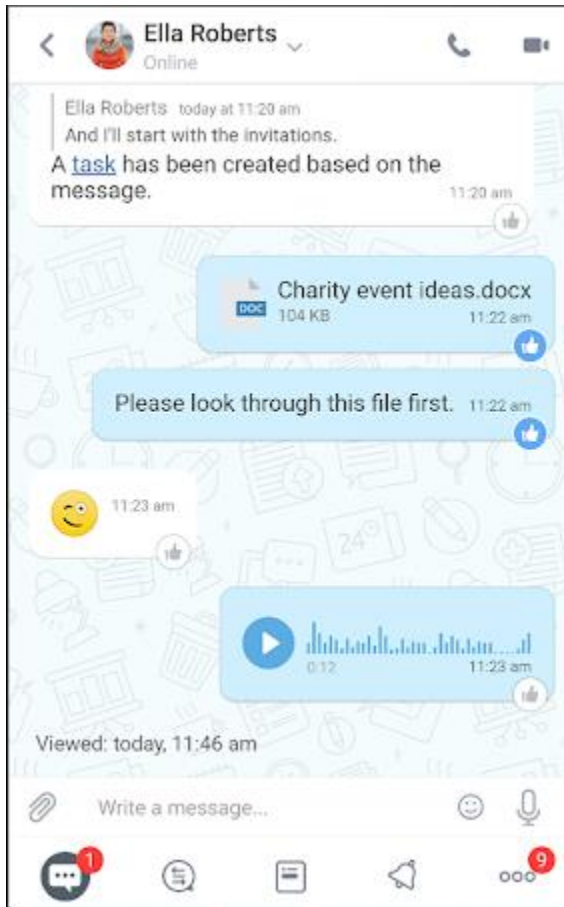 Ella Roberts
Online
Ella Roberts today at 11:20 am
And I'll start with the invitations.
A task has been created based on the
message.
11:20 am
Charity event ideas.docx
DOC
104 KB
11:22 am
Please look through this file first. 11:22 am
11:23 am
24°
0:12
11:23 am
Viewed: today, 11:46 am
Write a message...
1
9